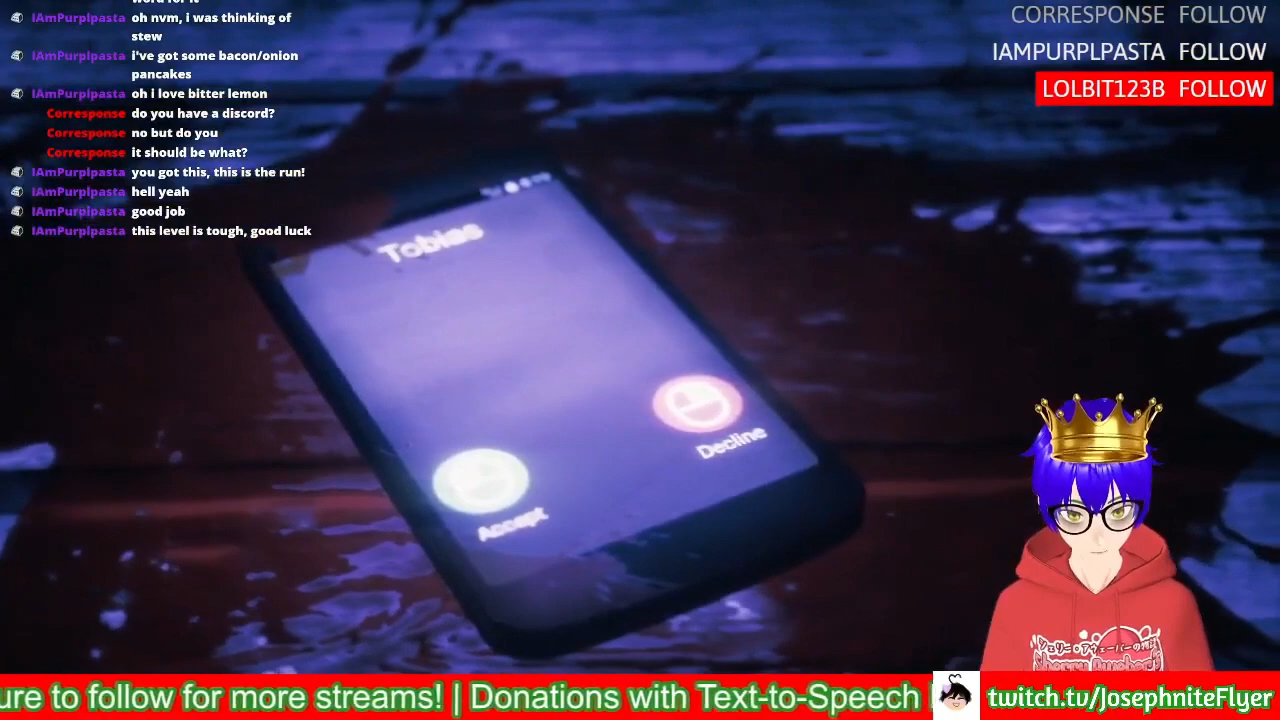 IAmPurplpasta oh nvm, i was thinking of
stew
IAmPurplpasta i've got some bacon/onion
pancakes
IAmPurplpasta oh i love bitter lemon
Corresponse do you have a discord?
Corresponse no but do you
Corresponse it should be what?
IAmPurplpasta you got this, this is the run!
IAmPurplpasta hell yeah
IAmPurplpasta good job
IAmPurplpasta this level is tough, good luck
CORRESPONSE FOLLOW
IAMPURPLPASTA FOLLOW
LOLBIT123B FOLLOW
Tobias
Decline
Accept
ure to follow for more streams! | Donations with Text-to-Speech
twitch.tv/JosephniteFlyer